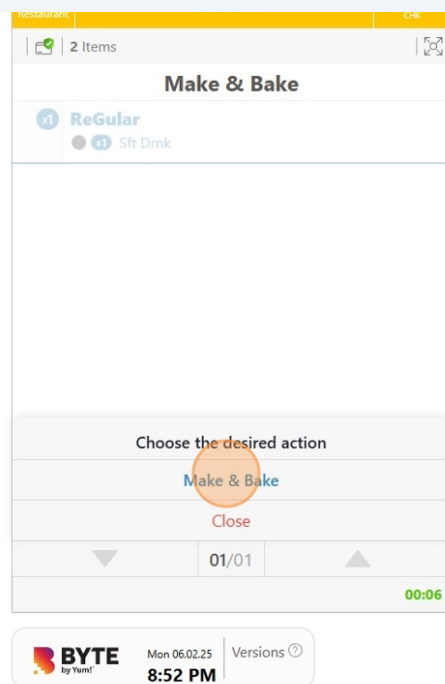 Restaurant CHK
2 Items
Make & Bake
x1 ReGular
x1 Sft Drnk
Choose the desired action
Make & Bake
Close
01/01
00:06
BYTE
by Yum!
Mon 06.02.25
8:52 PM
Versions ?